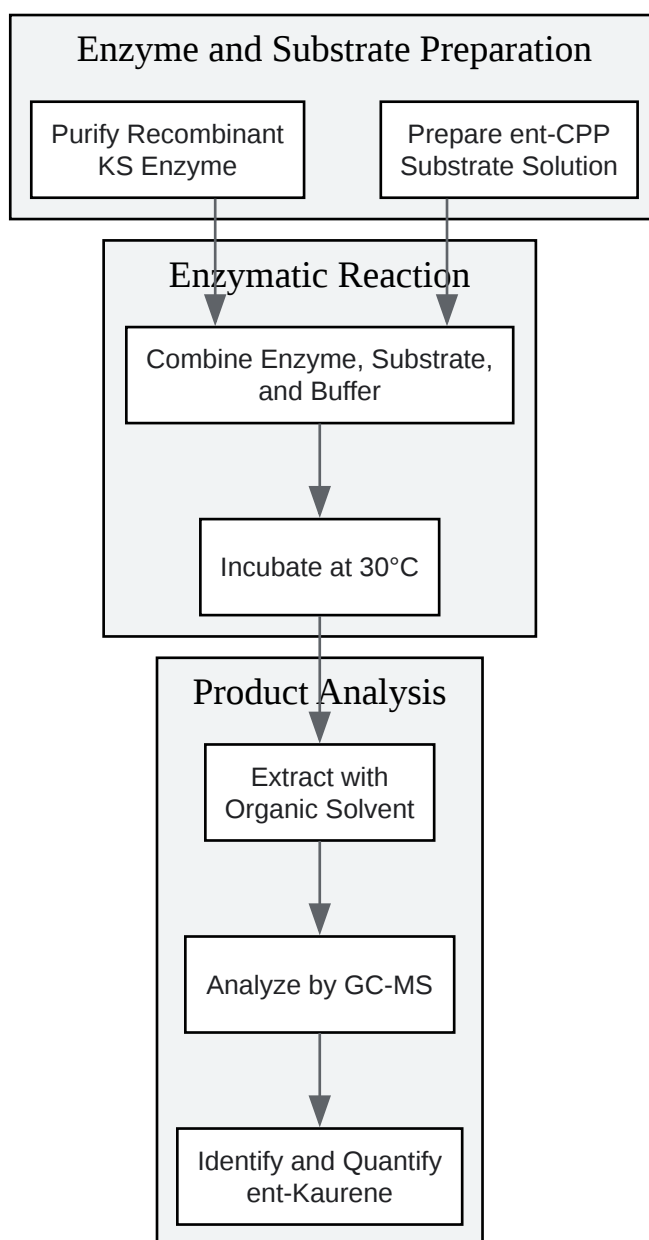 Enzyme and Substrate Preparation
Purify Recombinant
KS Enzyme
Prepare ent-CPP
Substrate Solution
Enzymatic Reaction
Combine Enzyme, Substrate,
and Buffer
Incubate at 30°C
Product Analysis
Extract with
Organic Solvent
Analyze by GC-MS
Identify and Quantify
ent-Kaurene